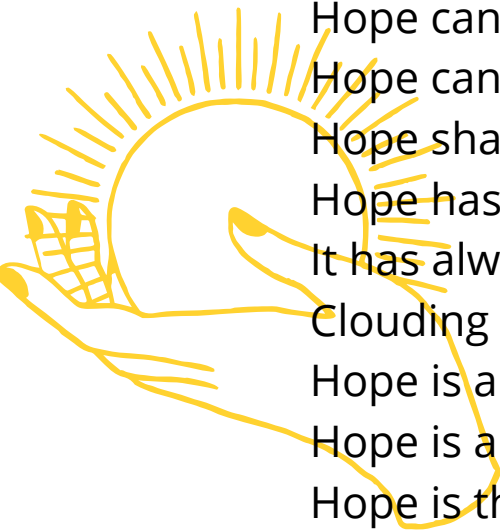 Hope can
Hope can
Hope sha
Hope has
It has alw
Clouding
Hope is a
Hope is a
Hope is th